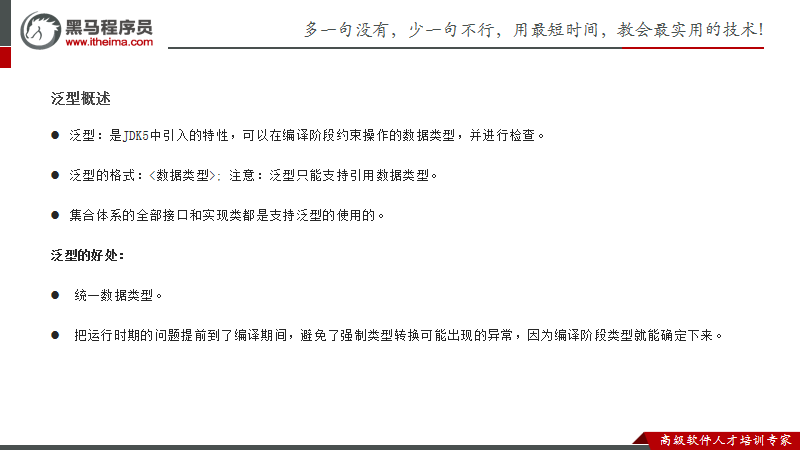 黑马程序员
www.itheima.com
多一句没有，少一句不行，用最短时间，教会最实用的技术!
泛型概述
● 泛型：是JDK5中引入的特性，可以在编译阶段约束操作的数据类型，并进行检查。
● 泛型的格式：<数据类型>; 注意：泛型只能支持引用数据类型。
● 集合体系的全部接口和实现类都是支持泛型的使用的。
泛型的好处：
● 统一数据类型。
● 把运行时期的问题提前到了编译期间，避免了强制类型转换可能出现的异常，因为编译阶段类型就能确定下来。
高级软件人才培训专家